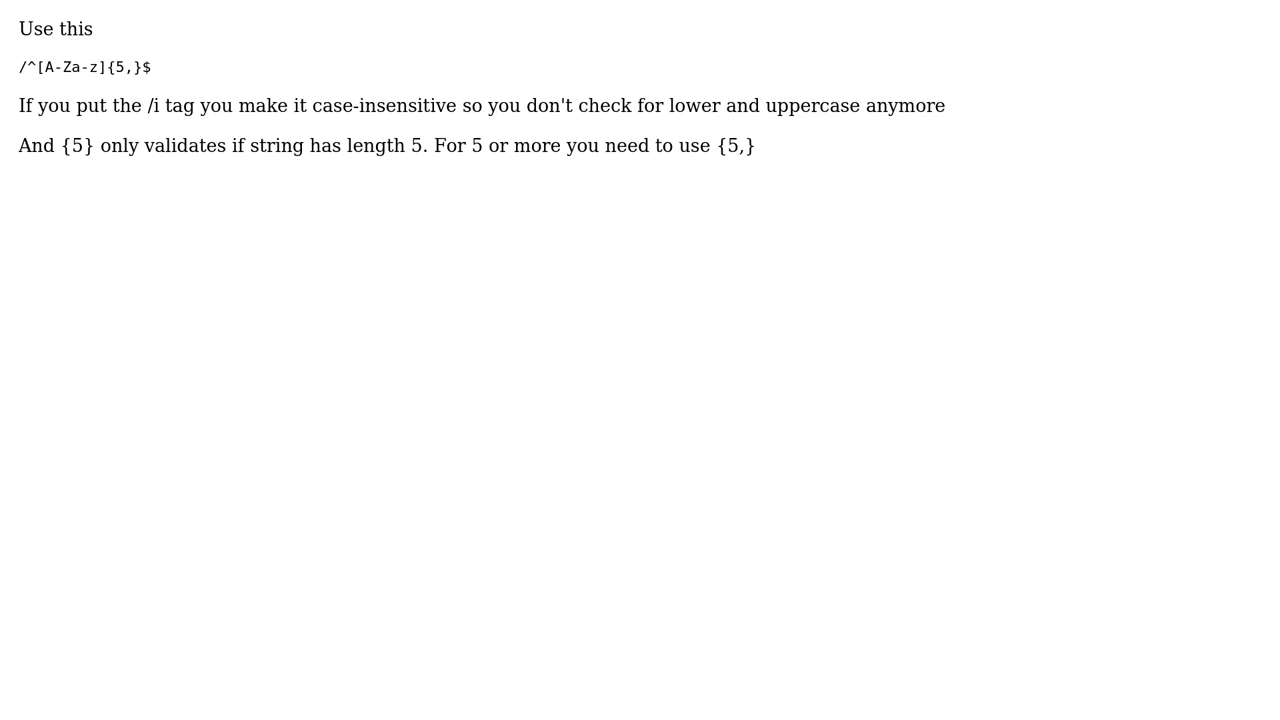 Use this
/^[A-Za-z]{5,}$
If you put the /i tag you make it case-insensitive so you don't check for lower and uppercase anymore
And {5} only validates if string has length 5. For 5 or more you need to use {5,}